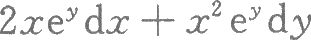 2xe^y dx + x^2 e^y dy